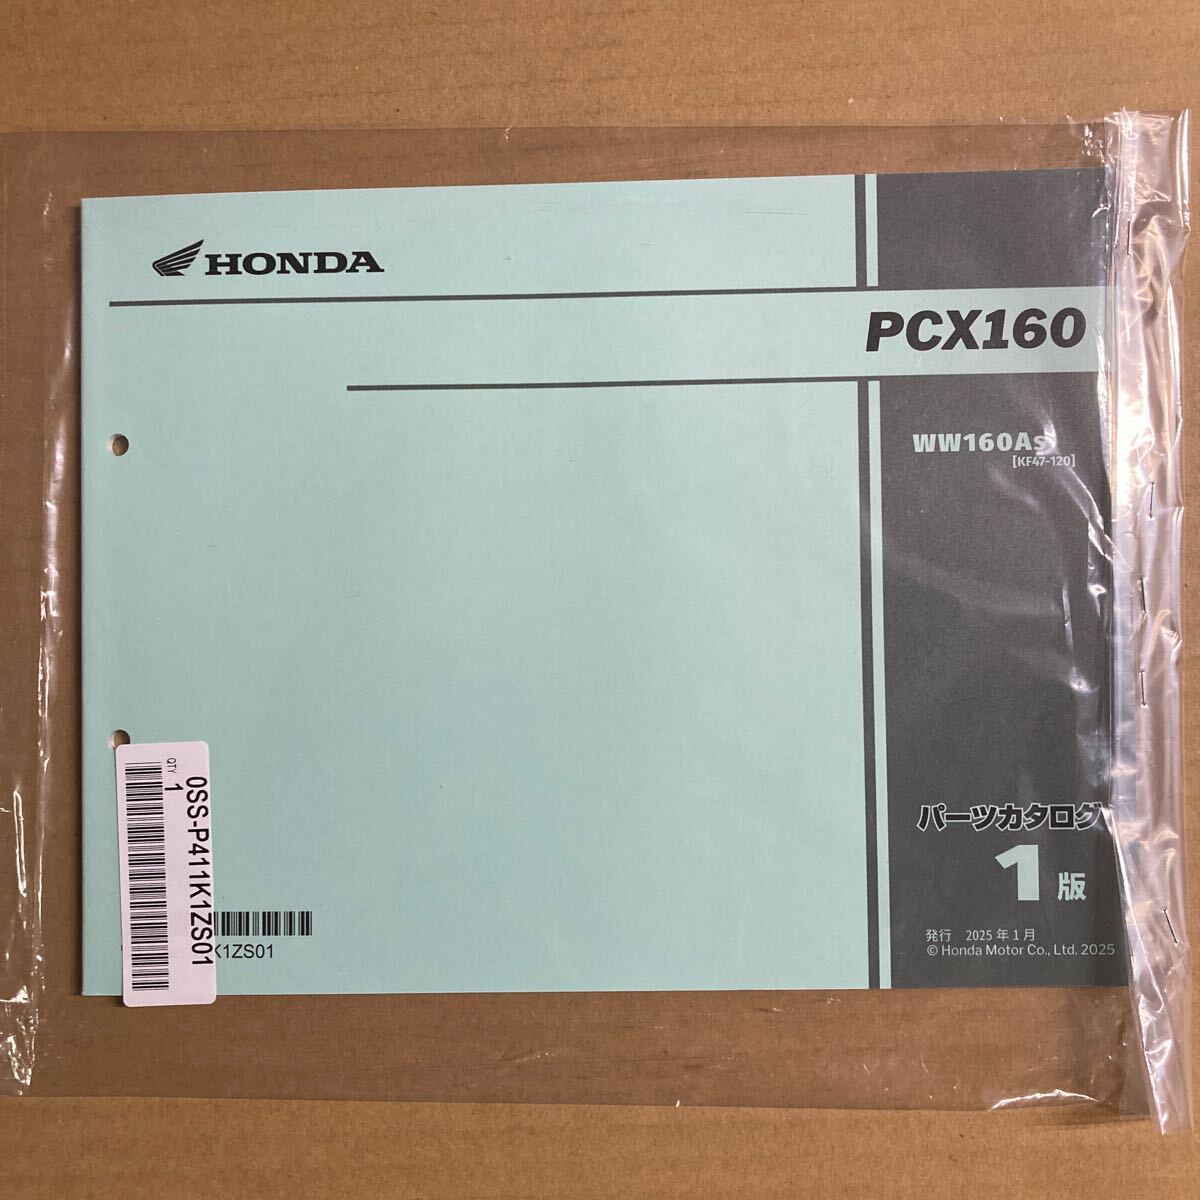 HONDA
PCX160
WW160AS
[KF47-120]
パーツカタログ
1版
発行 2025年1月
© Honda Motor Co., Ltd. 2025
0SS-P411K1ZS01
QTY 1
K1ZS01